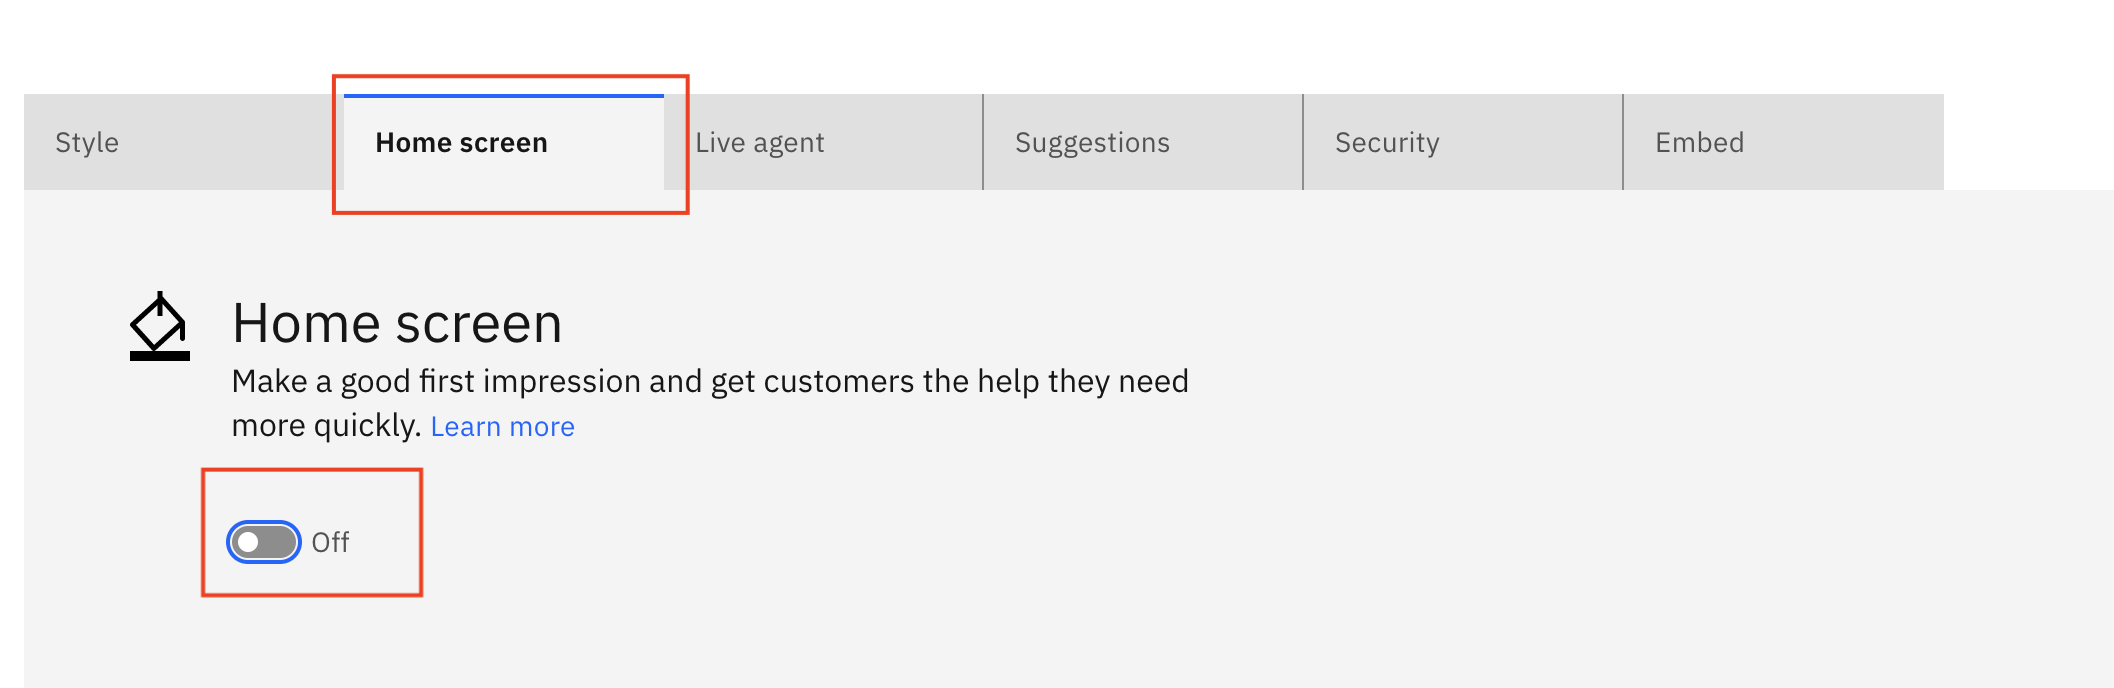 Style
Home screen
Live agent
Suggestions
Security
Embed
Home screen
Make a good first impression and get customers the help they need
more quickly. Learn more
Off